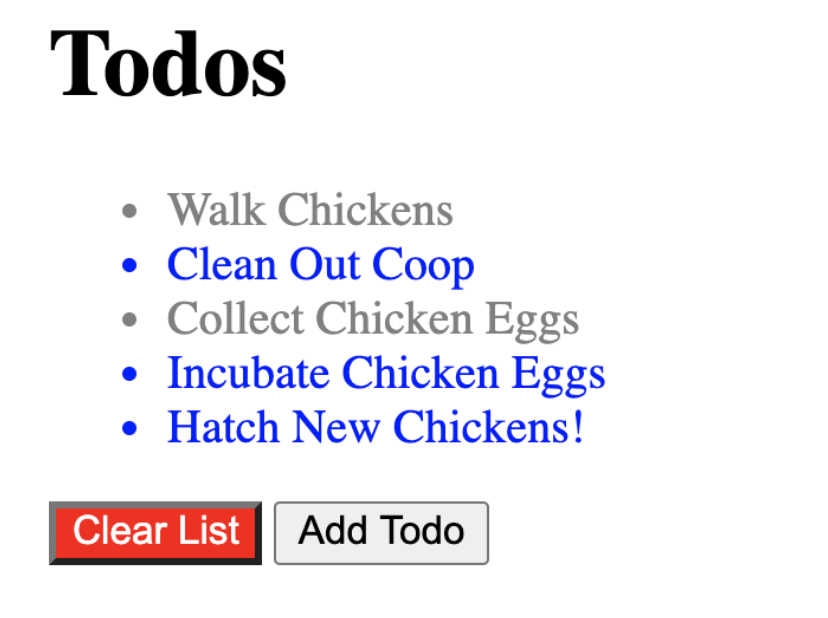 Todos
Walk Chickens
Clean Out Coop
Collect Chicken Eggs
Incubate Chicken Eggs
Hatch New Chickens!
Clear List Add Todo